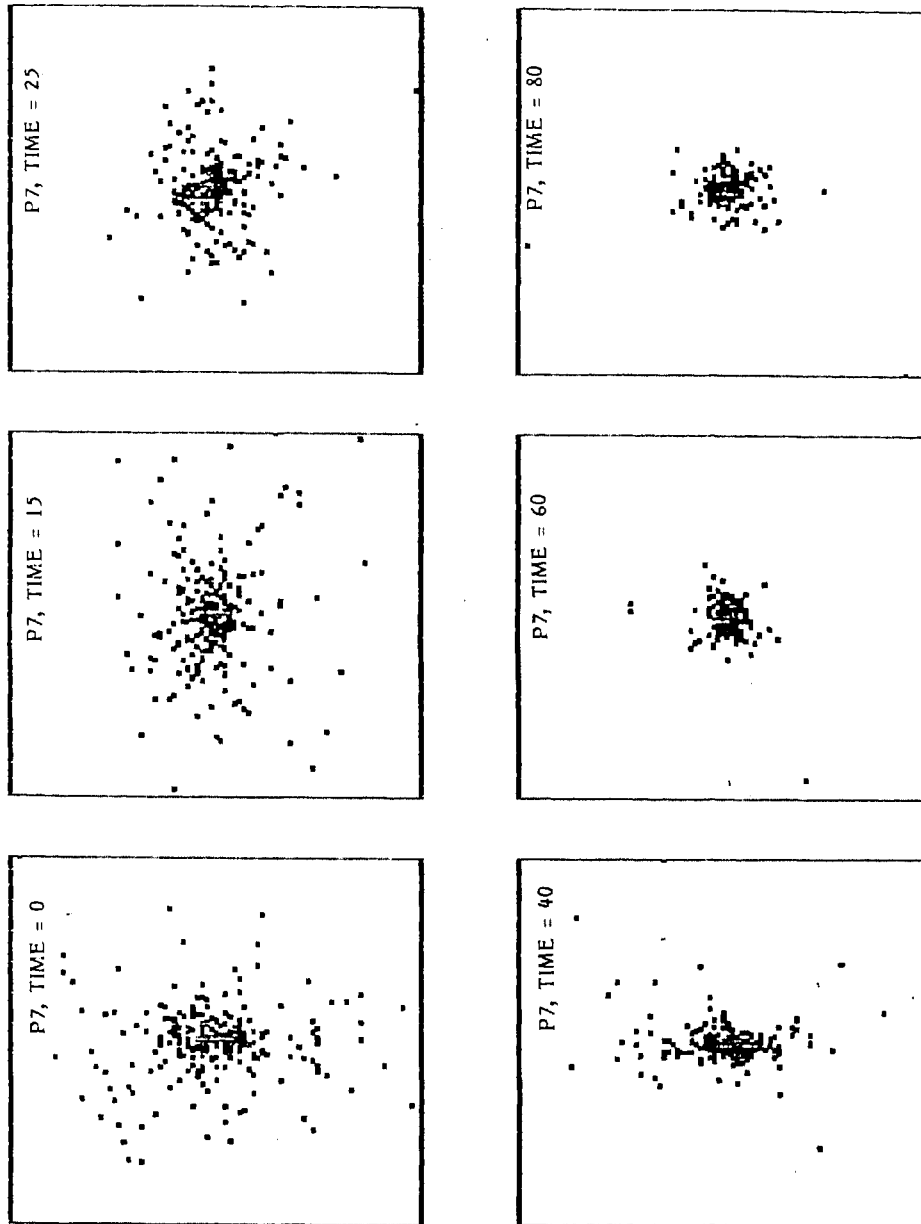 P7, TIME = 0
P7, TIME = 15
P7, TIME = 25
P7, TIME = 40
P7, TIME = 60
P7, TIME = 80